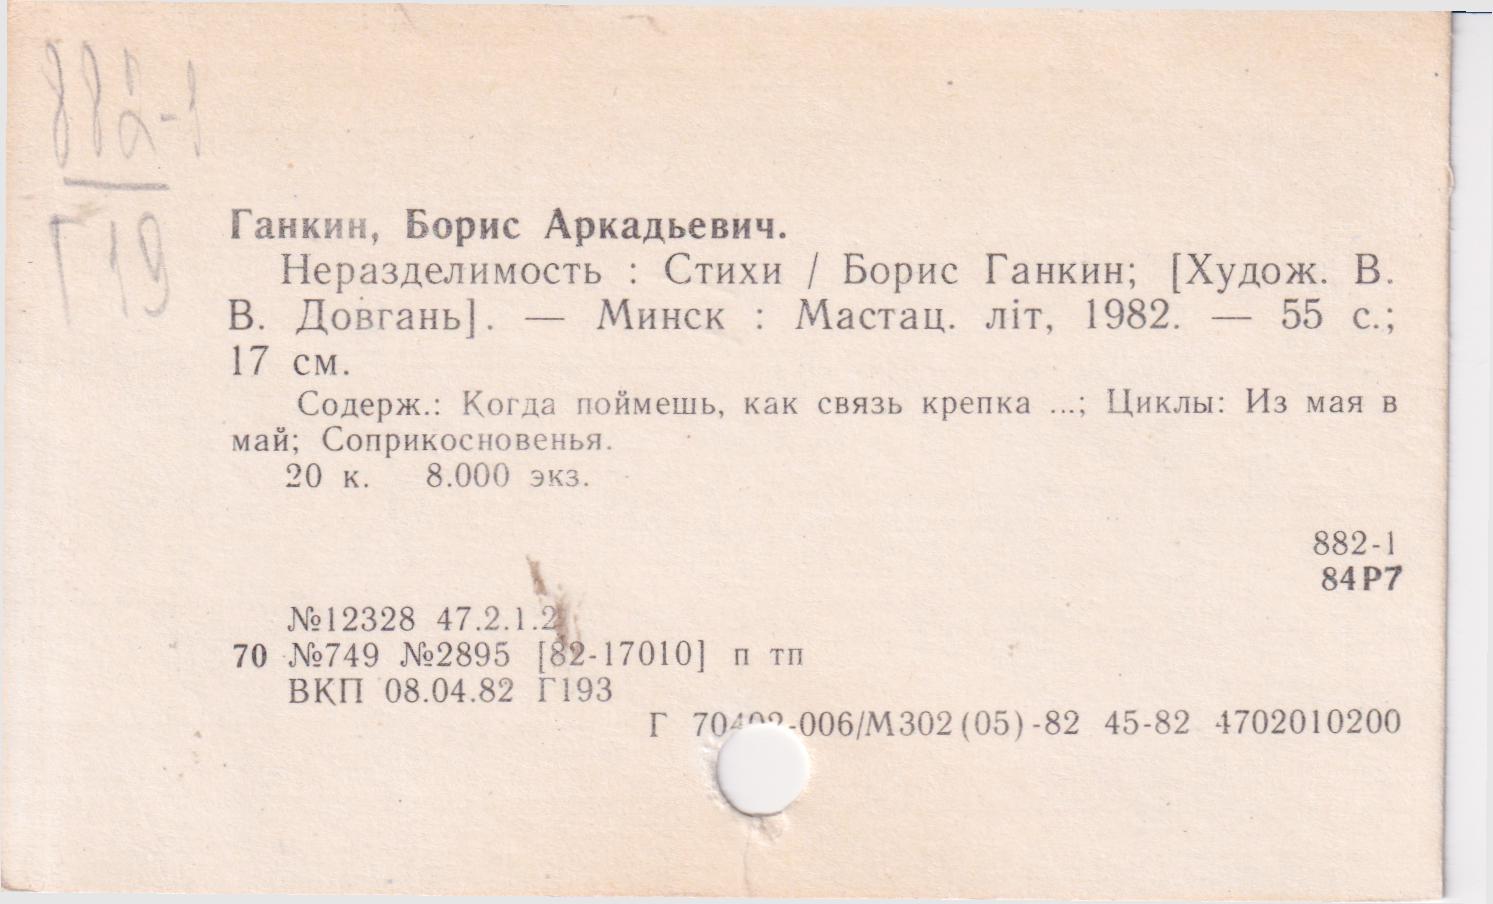 882-1
Г19
Ганкин, Борис Аркадьевич.
Неразделимость : Стихи / Борис Ганкин; [Худож. В.
В. Довгань]. — Минск : Мастац. літ, 1982. — 55 с.;
17 см.
Содерж.: Когда поймешь, как связь крепка ...; Циклы: Из мая в
май; Соприкосновенья.
20 к. 8.000 экз.
882-1
84Р7
№12328 47.2.1.2
70 №749 №2895 [82-17010] п тп
ВКП 08.04.82 Г193
Г 70402-006/М302(05)-82 45-82 4702010200